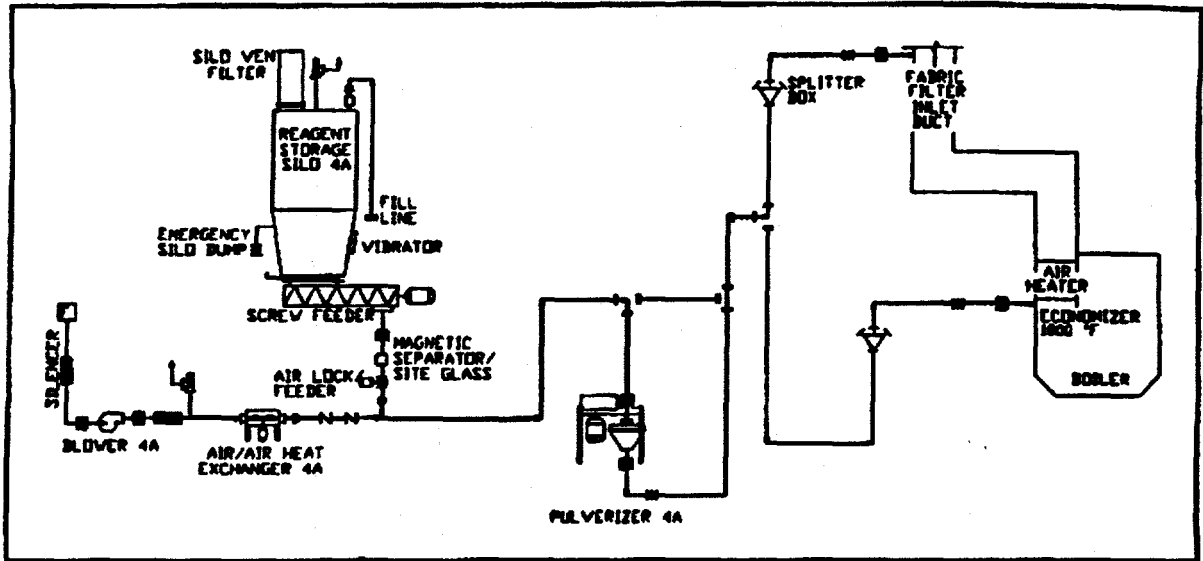 SILO VEN
FILTER
REAGENT
STORAGE
SILO 4A
FILL
LINE
EMERGENCY
SILO DUMP
VIBRATOR
SCREW FEEDER
MAGNETIC
SEPARATOR/
SITE GLASS
AIR LOCK
FEEDER
SILENCER
BLOWER 4A
AIR/AIR HEAT
EXCHANGER 4A
PULVERIZER 4A
SPLITTER
BOX
FABRIC
FILTER
INLET
DUCT
AIR
HEATER
ECONOMIZER
1000 °F
BOILER